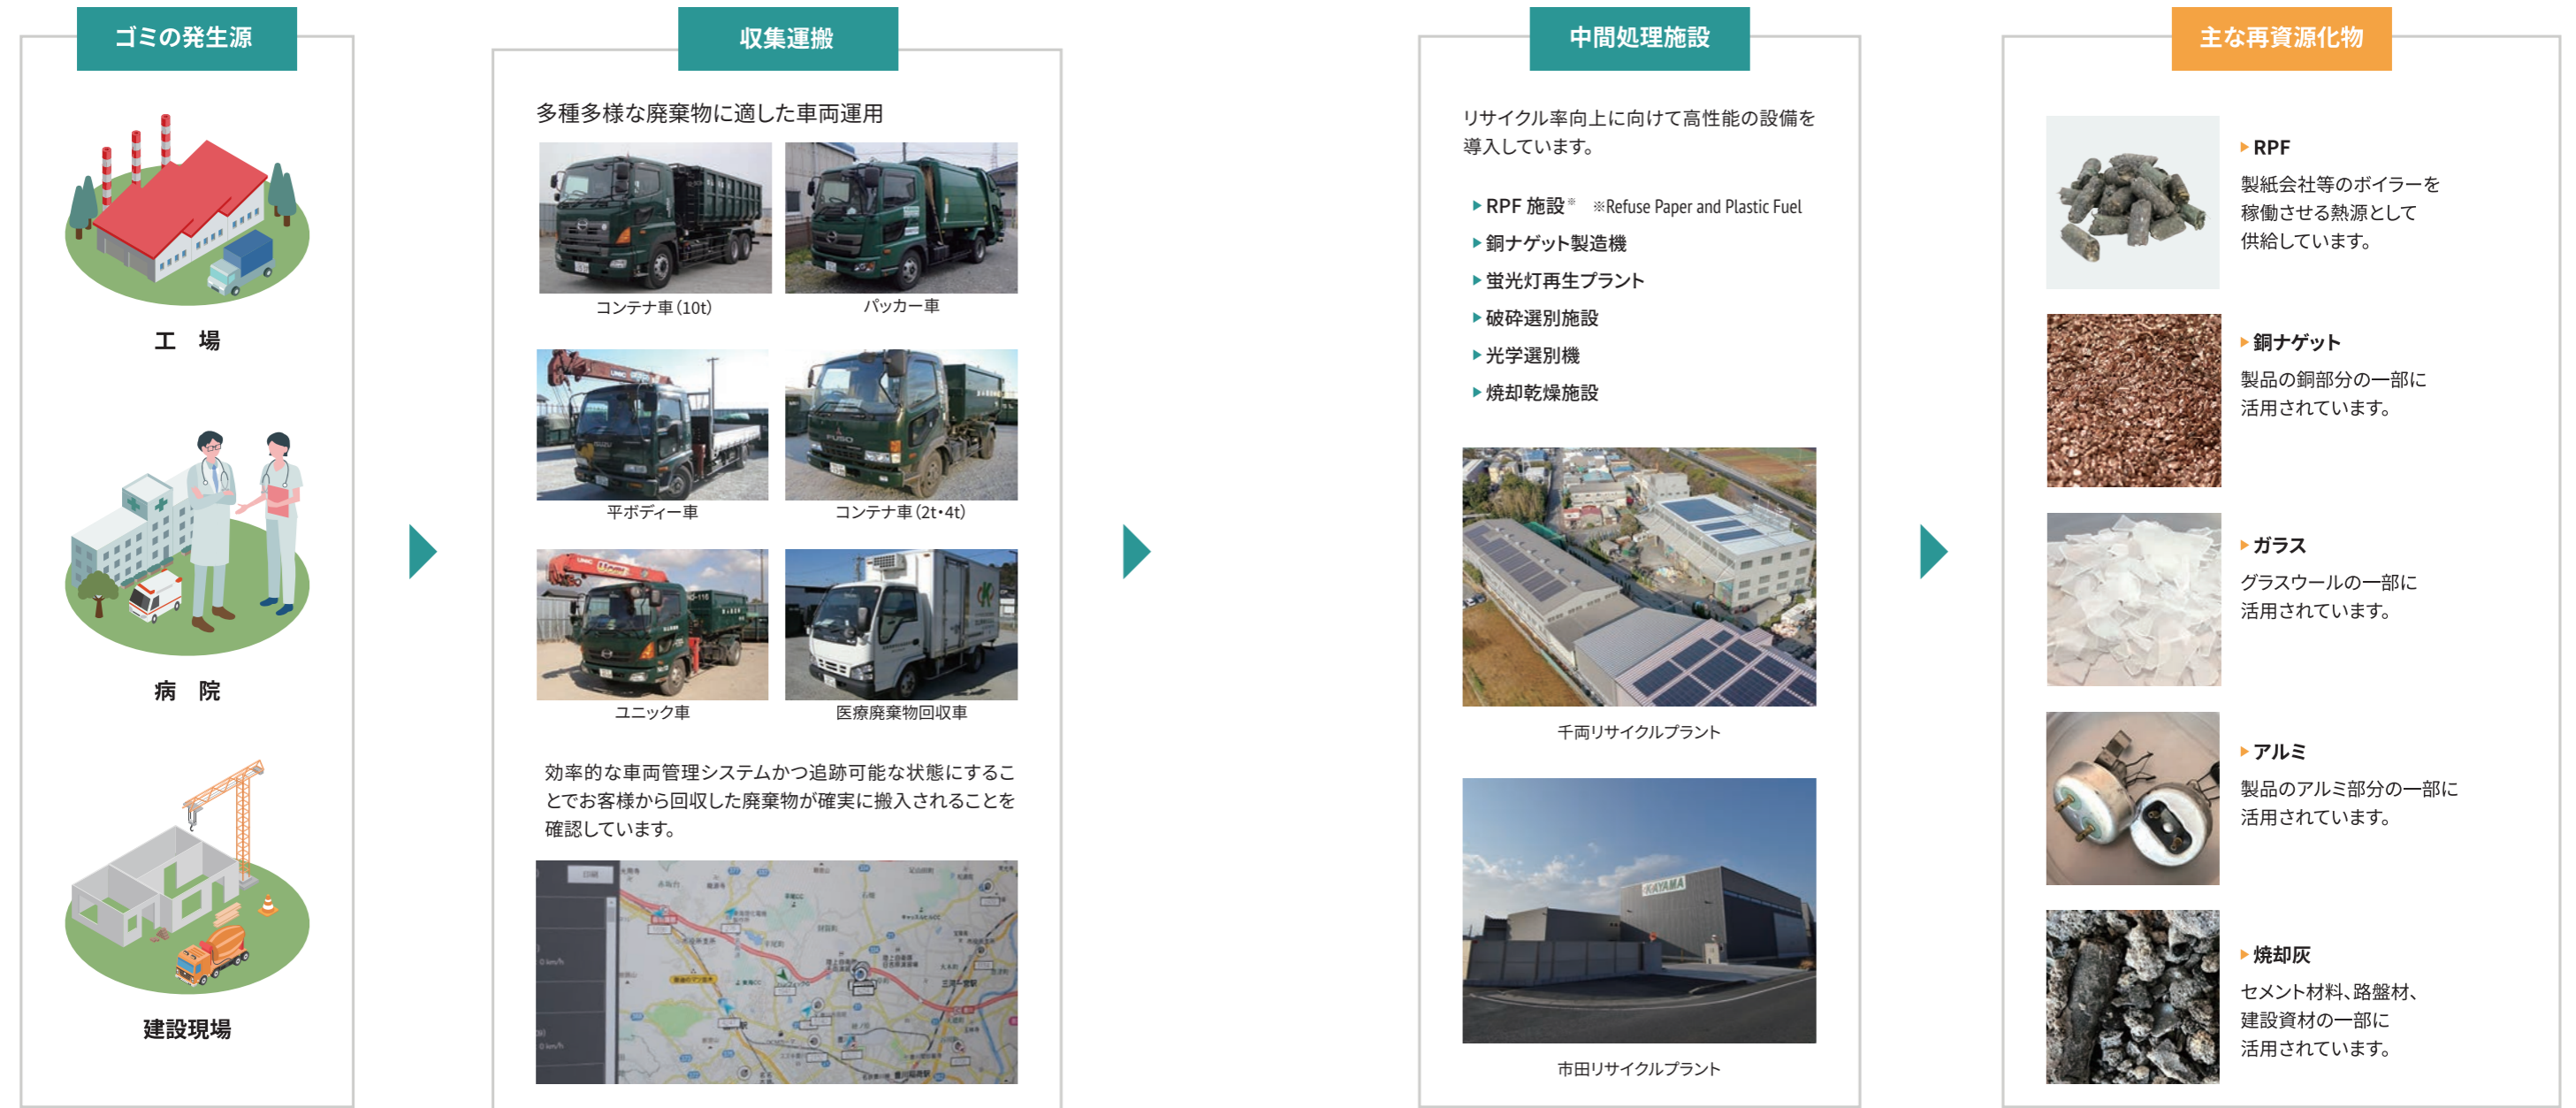 ゴミの発生源
工　場
病　院
建設現場
収集運搬
多種多様な廃棄物に適した車両運用
コンテナ車（10t）
パッカー車
平ボディー車
コンテナ車（2t・4t）
ユニック車
医療廃棄物回収車
効率的な車両管理システムかつ追跡可能な状態にするこ
とでお客様から回収した廃棄物が確実に搬入されることを
確認しています。
印刷
三河一宮駅
豊川稲荷駅
中間処理施設
リサイクル率向上に向けて高性能の設備を
導入しています。
RPF 施設※　※Refuse Paper and Plastic Fuel
銅ナゲット製造機
蛍光灯再生プラント
破砕選別施設
光学選別機
焼却乾燥施設
千両リサイクルプラント
KAYAMA
市田リサイクルプラント
主な再資源化物
RPF
製紙会社等のボイラーを
稼働させる熱源として
供給しています。
銅ナゲット
製品の銅部分の一部に
活用されています。
ガラス
グラスウールの一部に
活用されています。
アルミ
製品のアルミ部分の一部に
活用されています。
焼却灰
セメント材料、路盤材、
建設資材の一部に
活用されています。